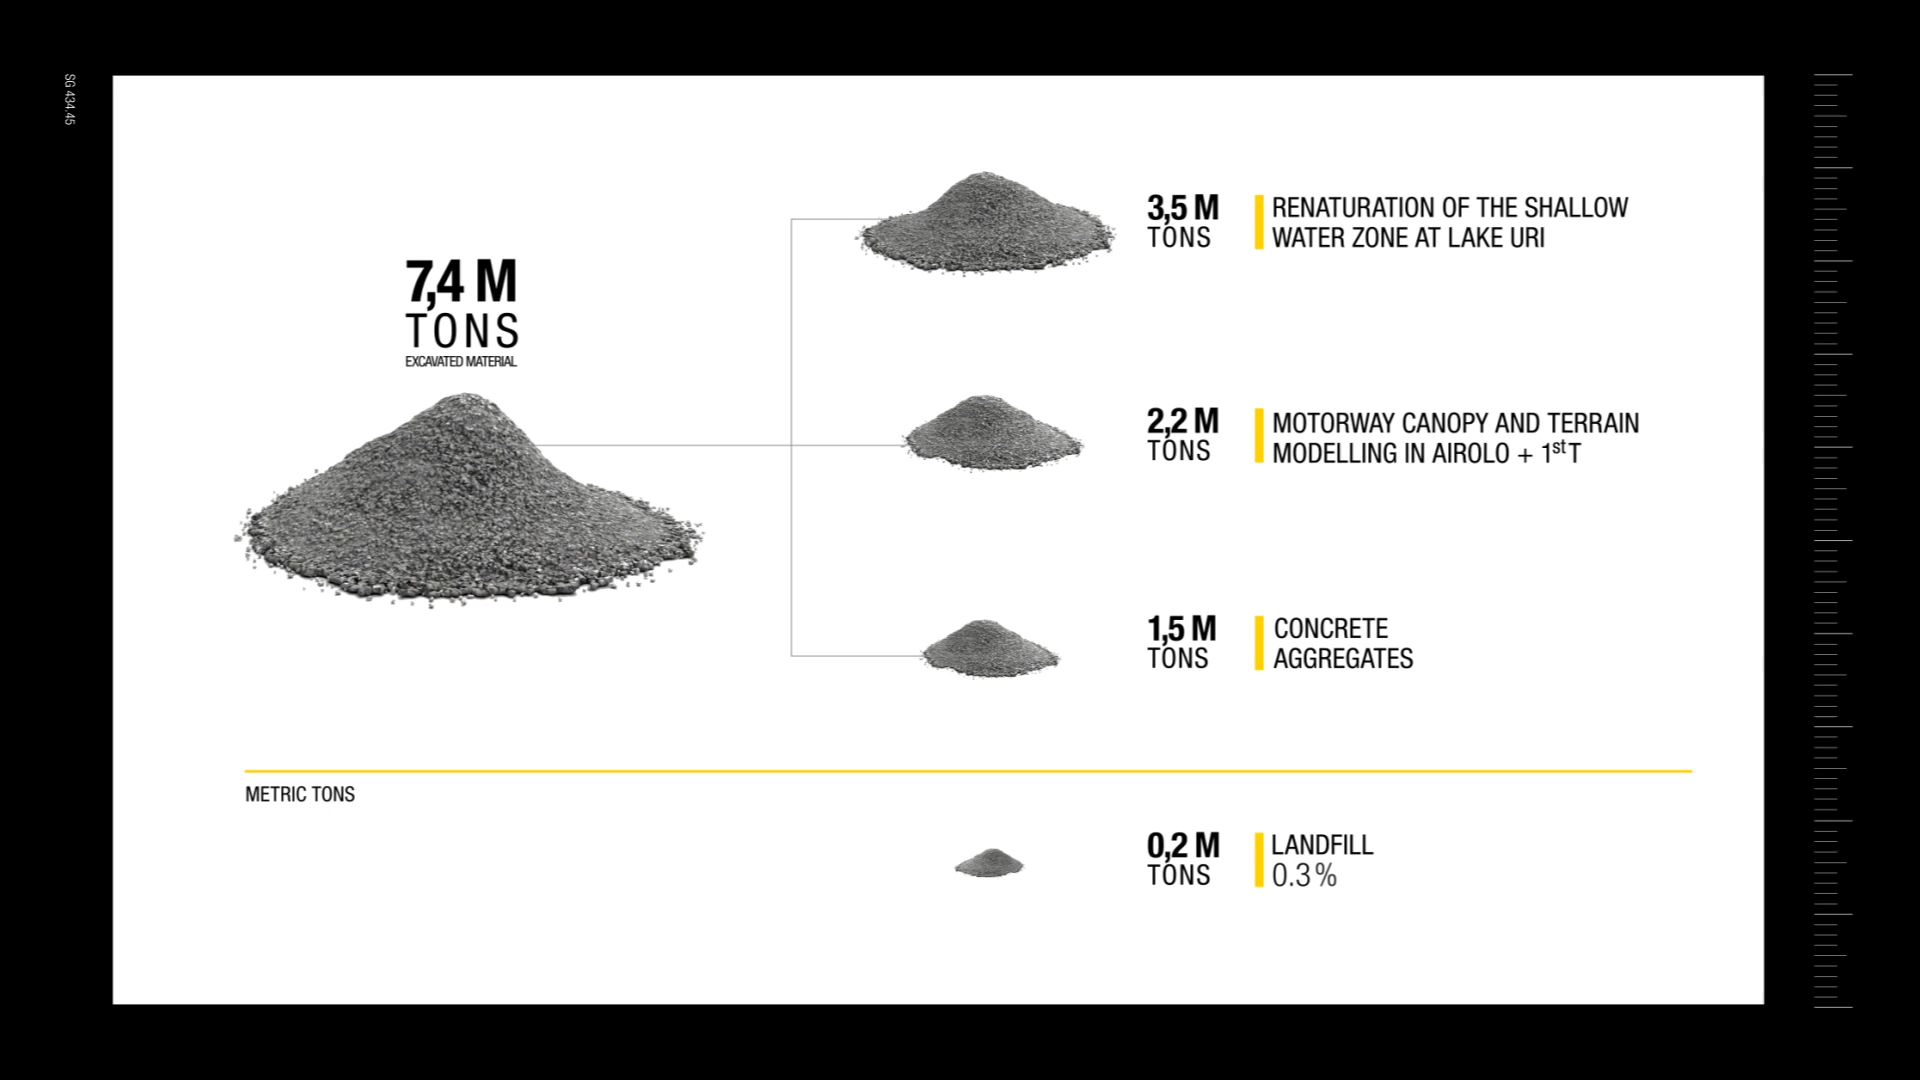 SG 434.45
7,4 M
TONS
EXCAVATED MATERIAL
3,5 M
TONS
RENATURATION OF THE SHALLOW
WATER ZONE AT LAKE URI
2,2 M
TONS
MOTORWAY CANOPY AND TERRAIN
MODELLING IN AIROLO + 1stT
1,5 M
TONS
CONCRETE
AGGREGATES
METRIC TONS
0,2 M
TONS
LANDFILL
0.3 %